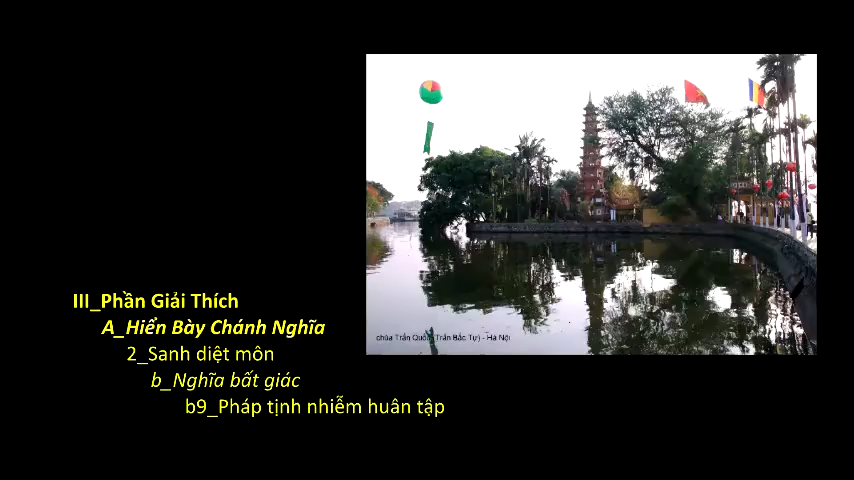 chùa Trấn Quốc (Trấn Bắc Tự) - Hà Nội
III_Phần Giải Thích
A_Hiển Bày Chánh Nghĩa
2_Sanh diệt môn
b_Nghĩa bất giác
b9_Pháp tịnh nhiễm huân tập